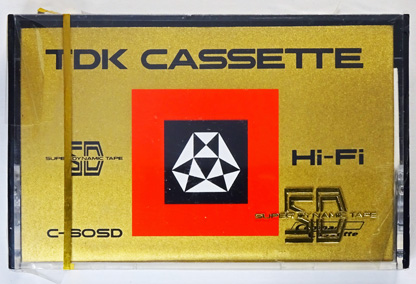 TDK CASSETTE
SD
SUPER DYNAMIC TAPE
Hi-Fi
C-60SD
SD
SUPER DYNAMIC TAPE